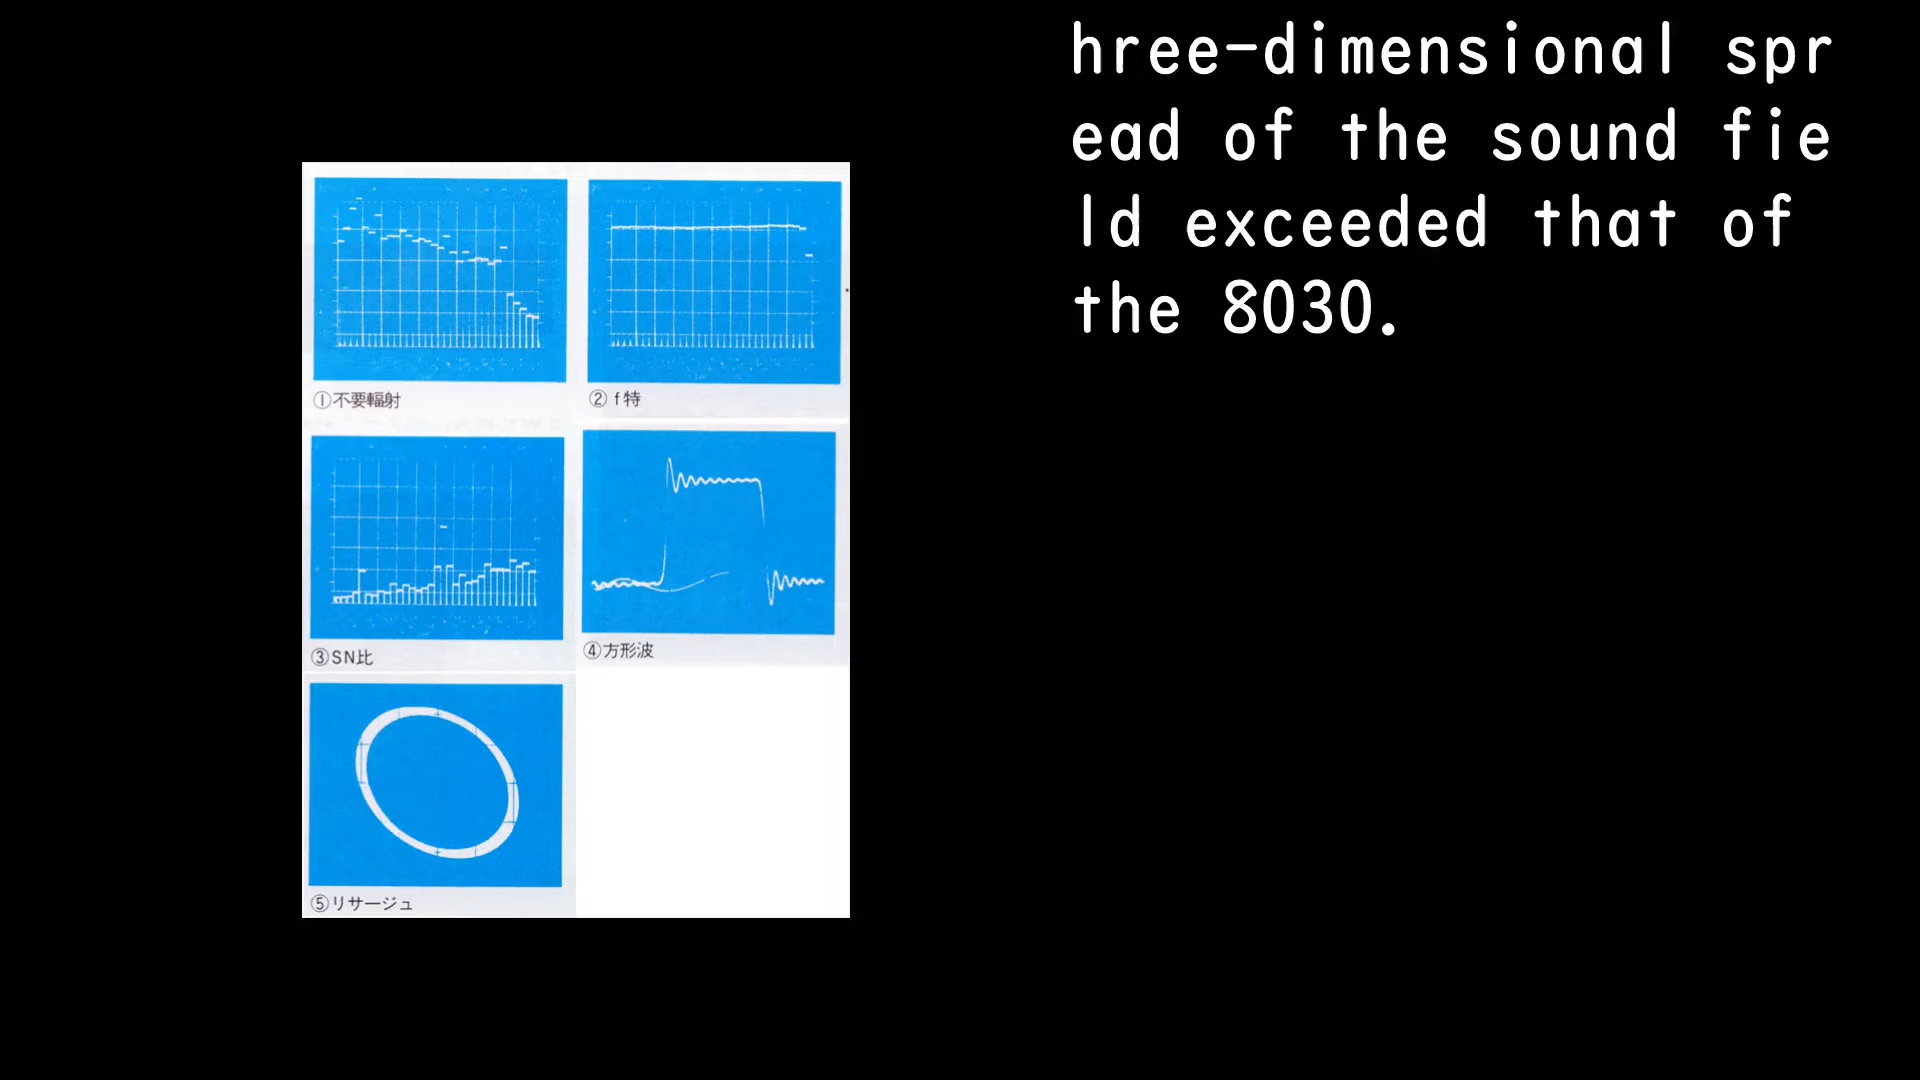 hree-dimensional spr
ead of the sound fie
ld exceeded that of
the 8030.
①不要輻射
②f特
③SN比
④方形波
⑤リサージュ